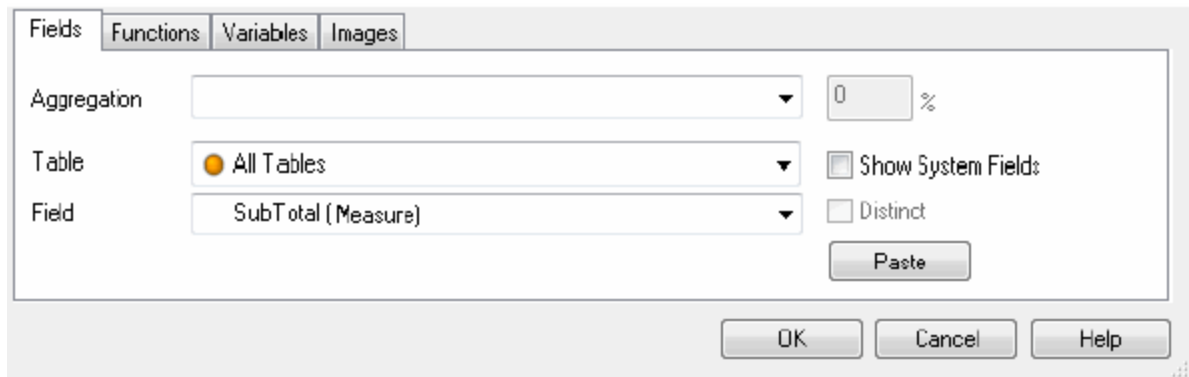 Fields Functions Variables Images
Aggregation 0 %
Table All Tables Show System Fields
Field SubTotal (Measure) Distinct
Paste
OK Cancel Help